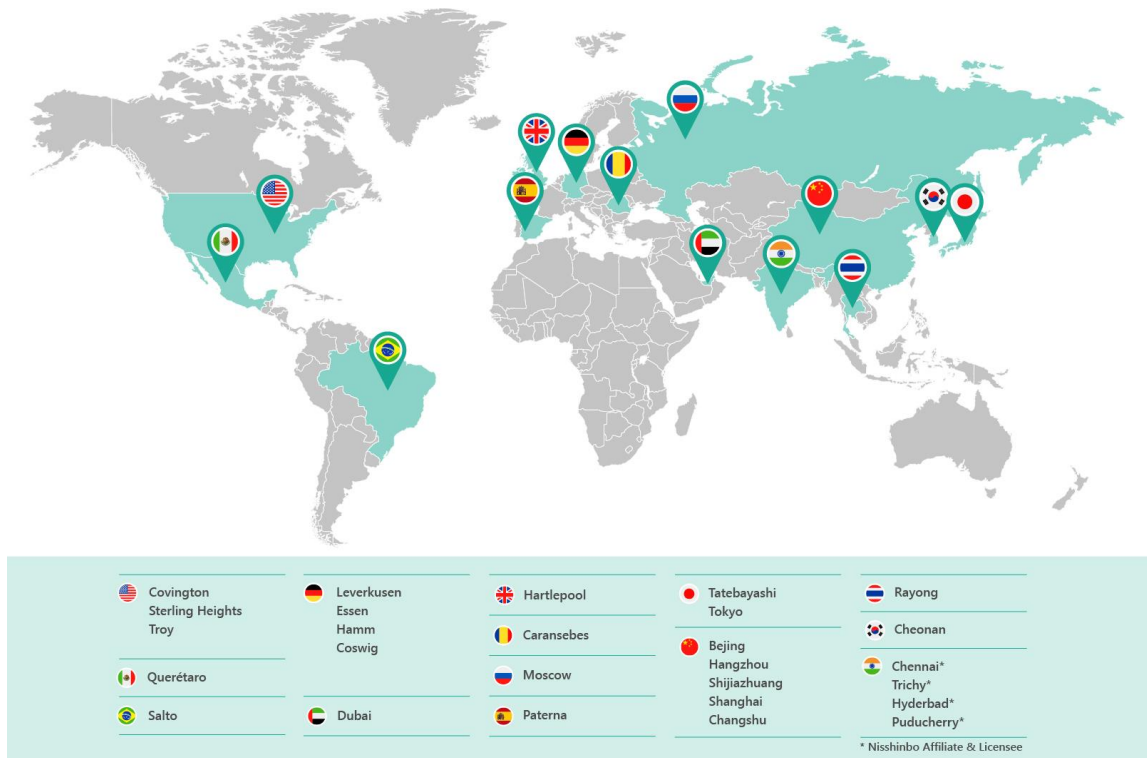 Covington
Sterling Heights
Troy
Querétaro
Salto
Leverkusen
Essen
Hamm
Coswig
Dubai
Hartlepool
Caransebes
Moscow
Paterna
Tatebayashi
Tokyo
Bejing
Hangzhou
Shijiazhuang
Shanghai
Changshu
Rayong
Cheonan
Chennai*
Trichy*
Hyderbad*
Puducherry*
* Nisshinbo Affiliate & Licensee